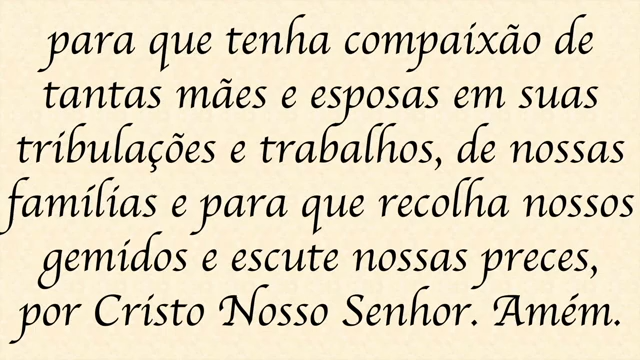 para que tenha compaixão de
tantas mães e esposas em suas
tribulações e trabalhos, de nossas
famílias e para que recolha nossos
gemidos e escute nossas preces,
por Cristo Nosso Senhor. Amém.